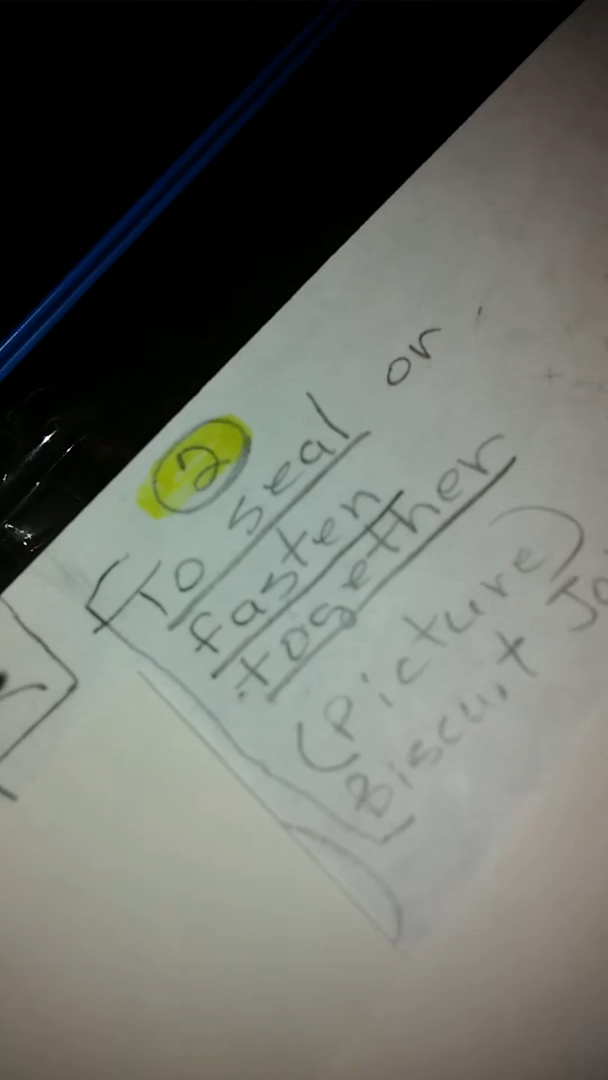 2
To seal or
fasten
together
(Picture)
Biscuit